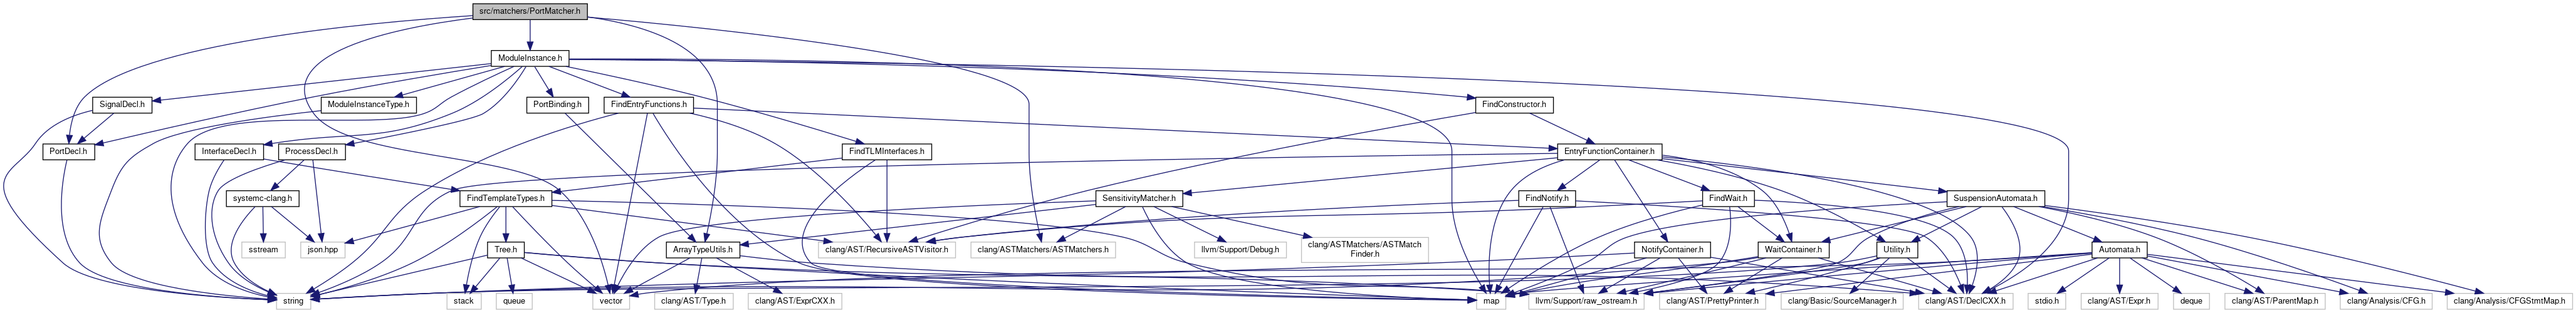 src/matchers/PortMatcher.h
ModuleInstance.h
SignalDecl.h
ModuleInstanceType.h
PortBinding.h
FindEntryFunctions.h
FindConstructor.h
PortDecl.h
InterfaceDecl.h
ProcessDecl.h
FindTLMInterfaces.h
EntryFunctionContainer.h
systemc-clang.h
FindTemplateTypes.h
SensitivityMatcher.h
FindNotify.h
FindWait.h
SuspensionAutomata.h
sstream
json.hpp
Tree.h
ArrayTypeUtils.h
clang/AST/RecursiveASTVisitor.h
clang/ASTMatchers/ASTMatchers.h
llvm/Support/Debug.h
clang/ASTMatchers/ASTMatch
Finder.h
NotifyContainer.h
WaitContainer.h
Utility.h
Automata.h
string
stack
queue
vector
clang/AST/Type.h
clang/AST/ExprCXX.h
map
llvm/Support/raw_ostream.h
clang/AST/PrettyPrinter.h
clang/Basic/SourceManager.h
clang/AST/DeclCXX.h
stdio.h
clang/AST/Expr.h
deque
clang/AST/ParentMap.h
clang/Analysis/CFG.h
clang/Analysis/CFGStmtMap.h